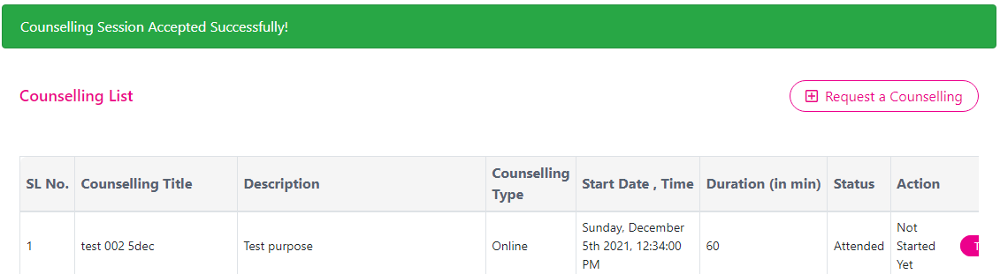 Counselling Session Accepted Successfully!
Counselling List
Request a Counselling
SL No. Counselling Title Description Counselling Type Start Date , Time Duration (in min) Status Action
1 test 002 5dec Test purpose Online Sunday, December 5th 2021, 12:34:00 PM 60 Attended Not Started Yet